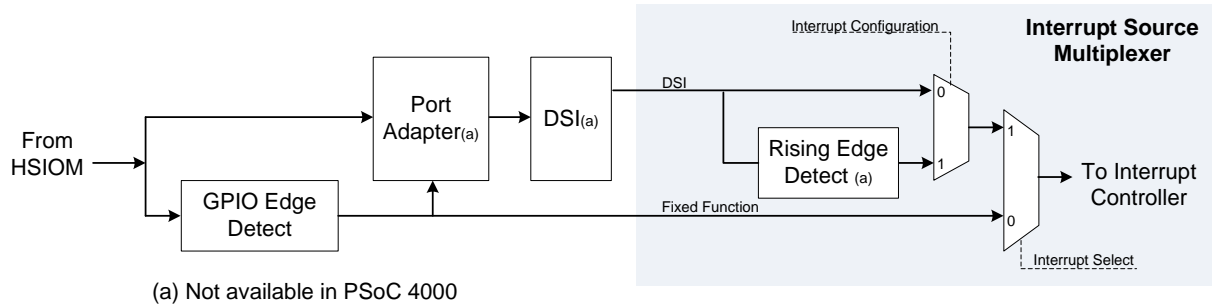 Interrupt Configuration
Interrupt Source
Multiplexer
From
HSIOM
Port
Adapter(a)
DSI(a)
DSI
0
Rising Edge
Detect (a)
1
1
To Interrupt
Controller
GPIO Edge
Detect
Fixed Function
0
Interrupt Select
(a) Not available in PSoC 4000